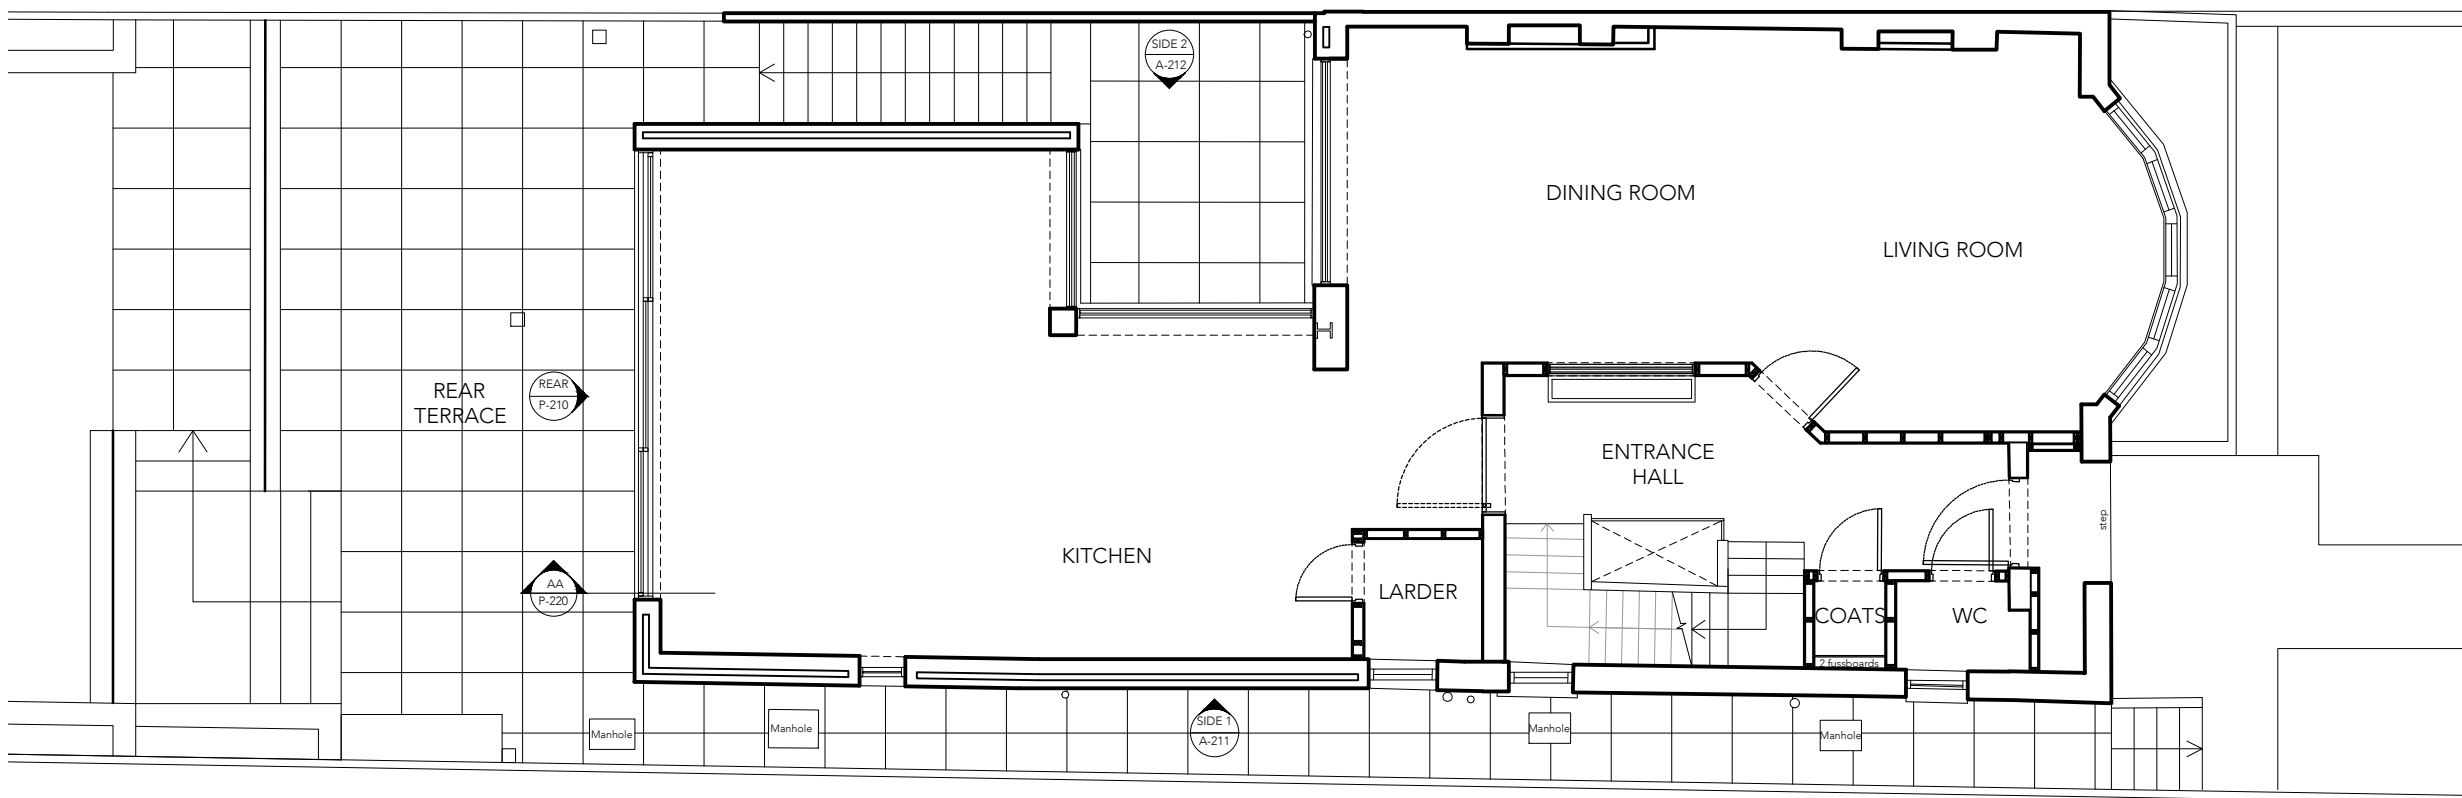 SIDE 2
A-212
DINING ROOM
LIVING ROOM
REAR
TERRACE
REAR
P-210
ENTRANCE
HALL
step
KITCHEN
AA
P-220
LARDER
COATS
WC
2 fussboards
Manhole
Manhole
SIDE 1
A-211
Manhole
Manhole